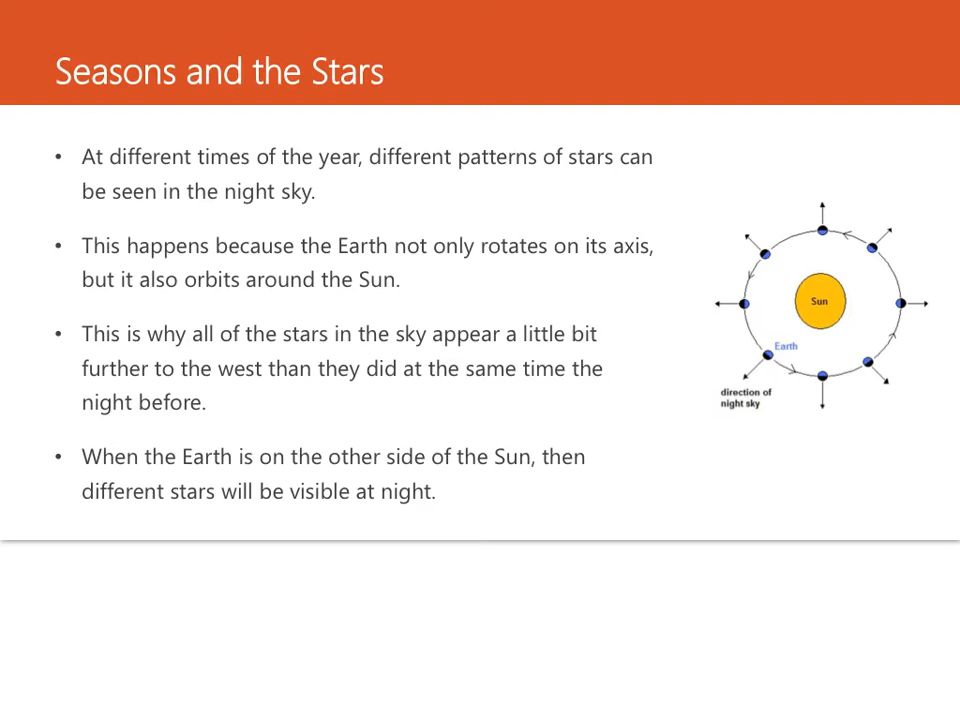 Seasons and the Stars
• At different times of the year, different patterns of stars can
be seen in the night sky.
• This happens because the Earth not only rotates on its axis,
but it also orbits around the Sun.
• This is why all of the stars in the sky appear a little bit
further to the west than they did at the same time the
night before.
• When the Earth is on the other side of the Sun, then
different stars will be visible at night.
Sun
Earth
direction of
night sky